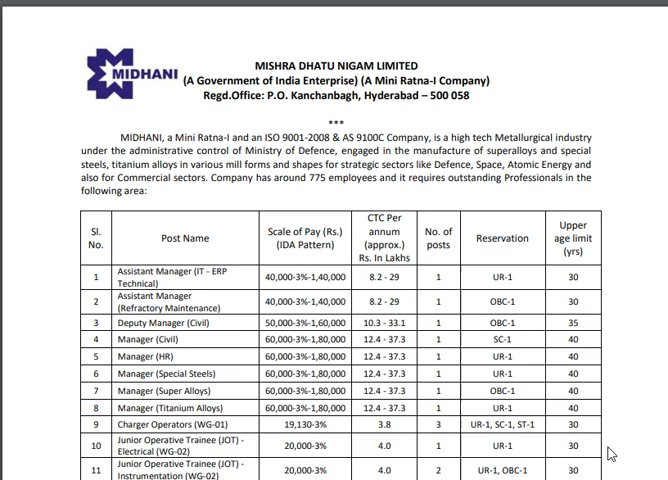 MIDHANI
MISHRA DHATU NIGAM LIMITED
(A Government of India Enterprise) (A Mini Ratna-I Company)
Regd.Office: P.O. Kanchanbagh, Hyderabad – 500 058
***
MIDHANI, a Mini Ratna-I and an ISO 9001-2008 & AS 9100C Company, is a high tech Metallurgical industry
under the administrative control of Ministry of Defence, engaged in the manufacture of superalloys and special
steels, titanium alloys in various mill forms and shapes for strategic sectors like Defence, Space, Atomic Energy and
also for Commercial sectors. Company has around 775 employees and it requires outstanding Professionals in the
following area:
Sl. No. | Post Name | Scale of Pay (Rs.) (IDA Pattern) | CTC Per annum (approx.) Rs. In Lakhs | No. of posts | Reservation | Upper age limit (yrs)
1 | Assistant Manager (IT - ERP Technical) | 40,000-3%-1,40,000 | 8.2 - 29 | 1 | UR-1 | 30
2 | Assistant Manager (Refractory Maintenance) | 40,000-3%-1,40,000 | 8.2 - 29 | 1 | OBC-1 | 30
3 | Deputy Manager (Civil) | 50,000-3%-1,60,000 | 10.3 - 33.1 | 1 | OBC-1 | 35
4 | Manager (Civil) | 60,000-3%-1,80,000 | 12.4 - 37.3 | 1 | SC-1 | 40
5 | Manager (HR) | 60,000-3%-1,80,000 | 12.4 - 37.3 | 1 | UR-1 | 40
6 | Manager (Special Steels) | 60,000-3%-1,80,000 | 12.4 - 37.3 | 1 | UR-1 | 40
7 | Manager (Super Alloys) | 60,000-3%-1,80,000 | 12.4 - 37.3 | 1 | OBC-1 | 40
8 | Manager (Titanium Alloys) | 60,000-3%-1,80,000 | 12.4 - 37.3 | 1 | UR-1 | 40
9 | Charger Operators (WG-01) | 19,130-3% | 3.8 | 3 | UR-1, SC-1, ST-1 | 30
10 | Junior Operative Trainee (JOT) - Electrical (WG-02) | 20,000-3% | 4.0 | 1 | UR-1 | 30
11 | Junior Operative Trainee (JOT) - Instrumentation (WG-02) | 20,000-3% | 4.0 | 2 | UR-1, OBC-1 | 30